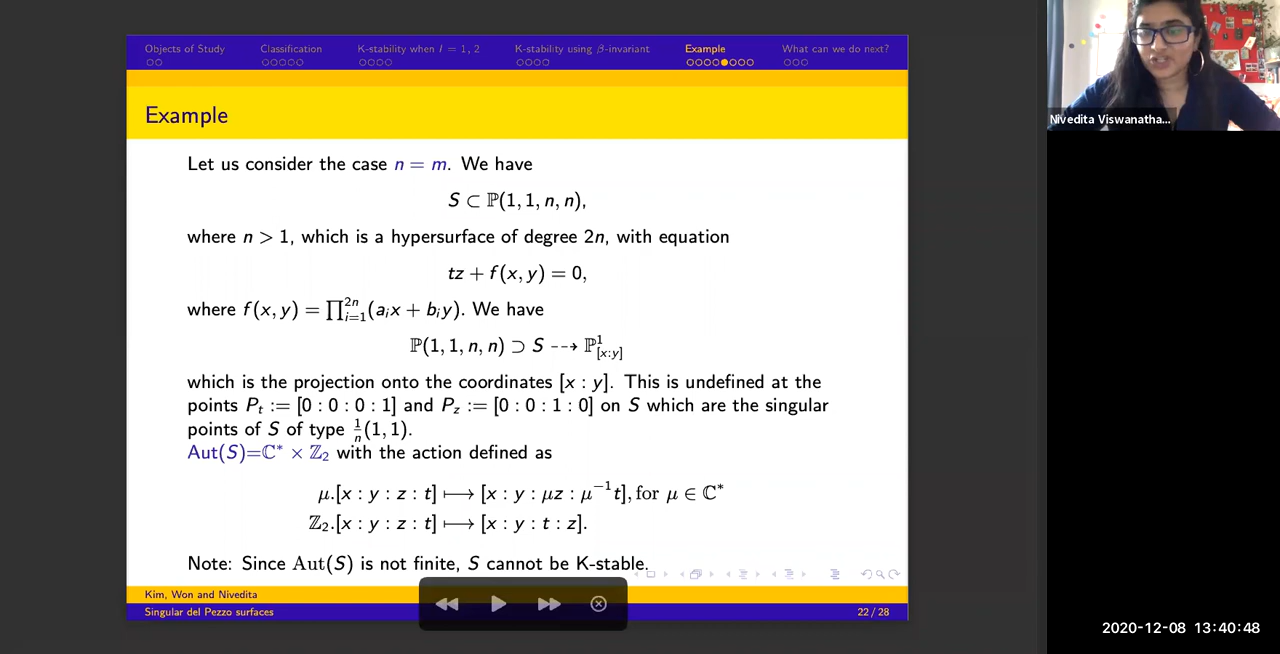 Objects of Study Classification K-stability when I = 1, 2 K-stability using β-invariant Example What can we do next?
Example
Let us consider the case n = m. We have
S ⊂ ℙ(1, 1, n, n),
where n > 1, which is a hypersurface of degree 2n, with equation
tz + f(x, y) = 0,
where f(x, y) = ∏_{i=1}^{2n}(a_i x + b_i y). We have
ℙ(1, 1, n, n) ⊃ S ⇢ ℙ^1_{[x:y]}
which is the projection onto the coordinates [x : y]. This is undefined at the
points P_t := [0 : 0 : 0 : 1] and P_z := [0 : 0 : 1 : 0] on S which are the singular
points of S of type 1/n(1, 1).
Aut(S)=ℂ* × ℤ₂ with the action defined as
μ.[x : y : z : t] ⟼ [x : y : μz : μ⁻¹t], for μ ∈ ℂ*
ℤ₂.[x : y : z : t] ⟼ [x : y : t : z].
Note: Since Aut(S) is not finite, S cannot be K-stable.
Kim, Won and Nivedita
Singular del Pezzo surfaces 22 / 28
Nivedita Viswanatha...
2020-12-08 13:40:48